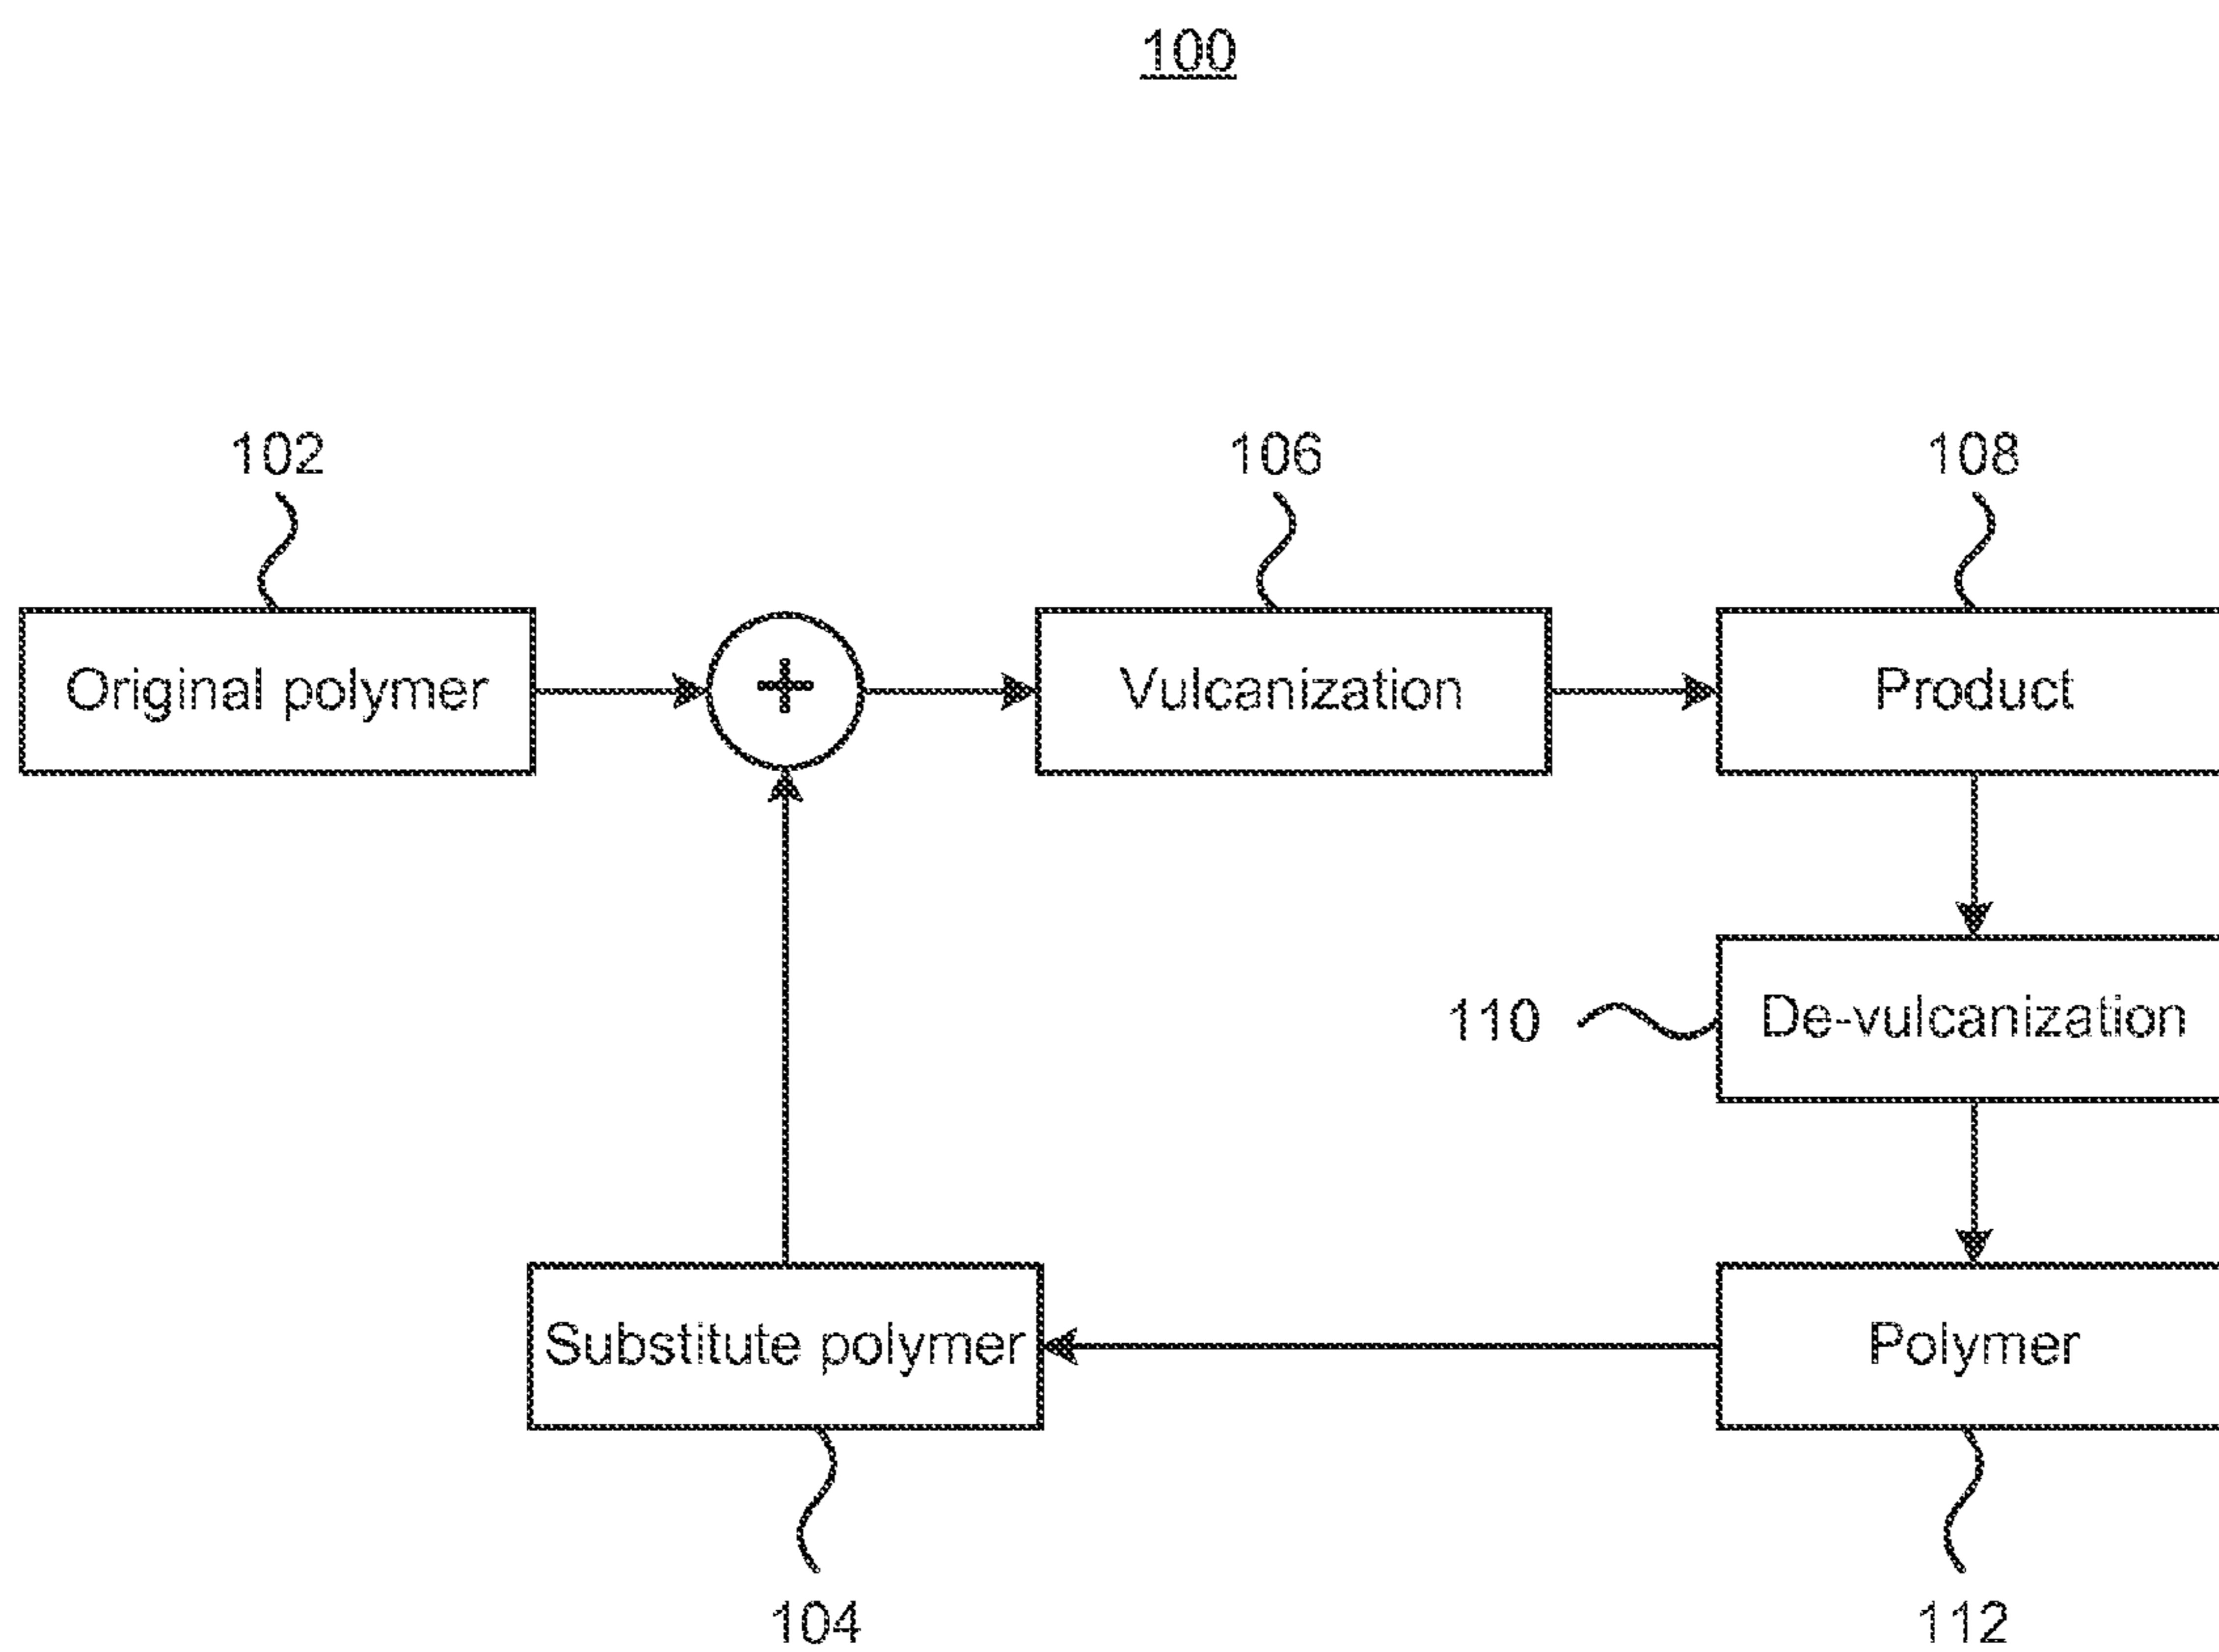 100
102
106
108
Original polymer
+
Vulcanization
Product
110
De-vulcanization
Substitute polymer
Polymer
104
112